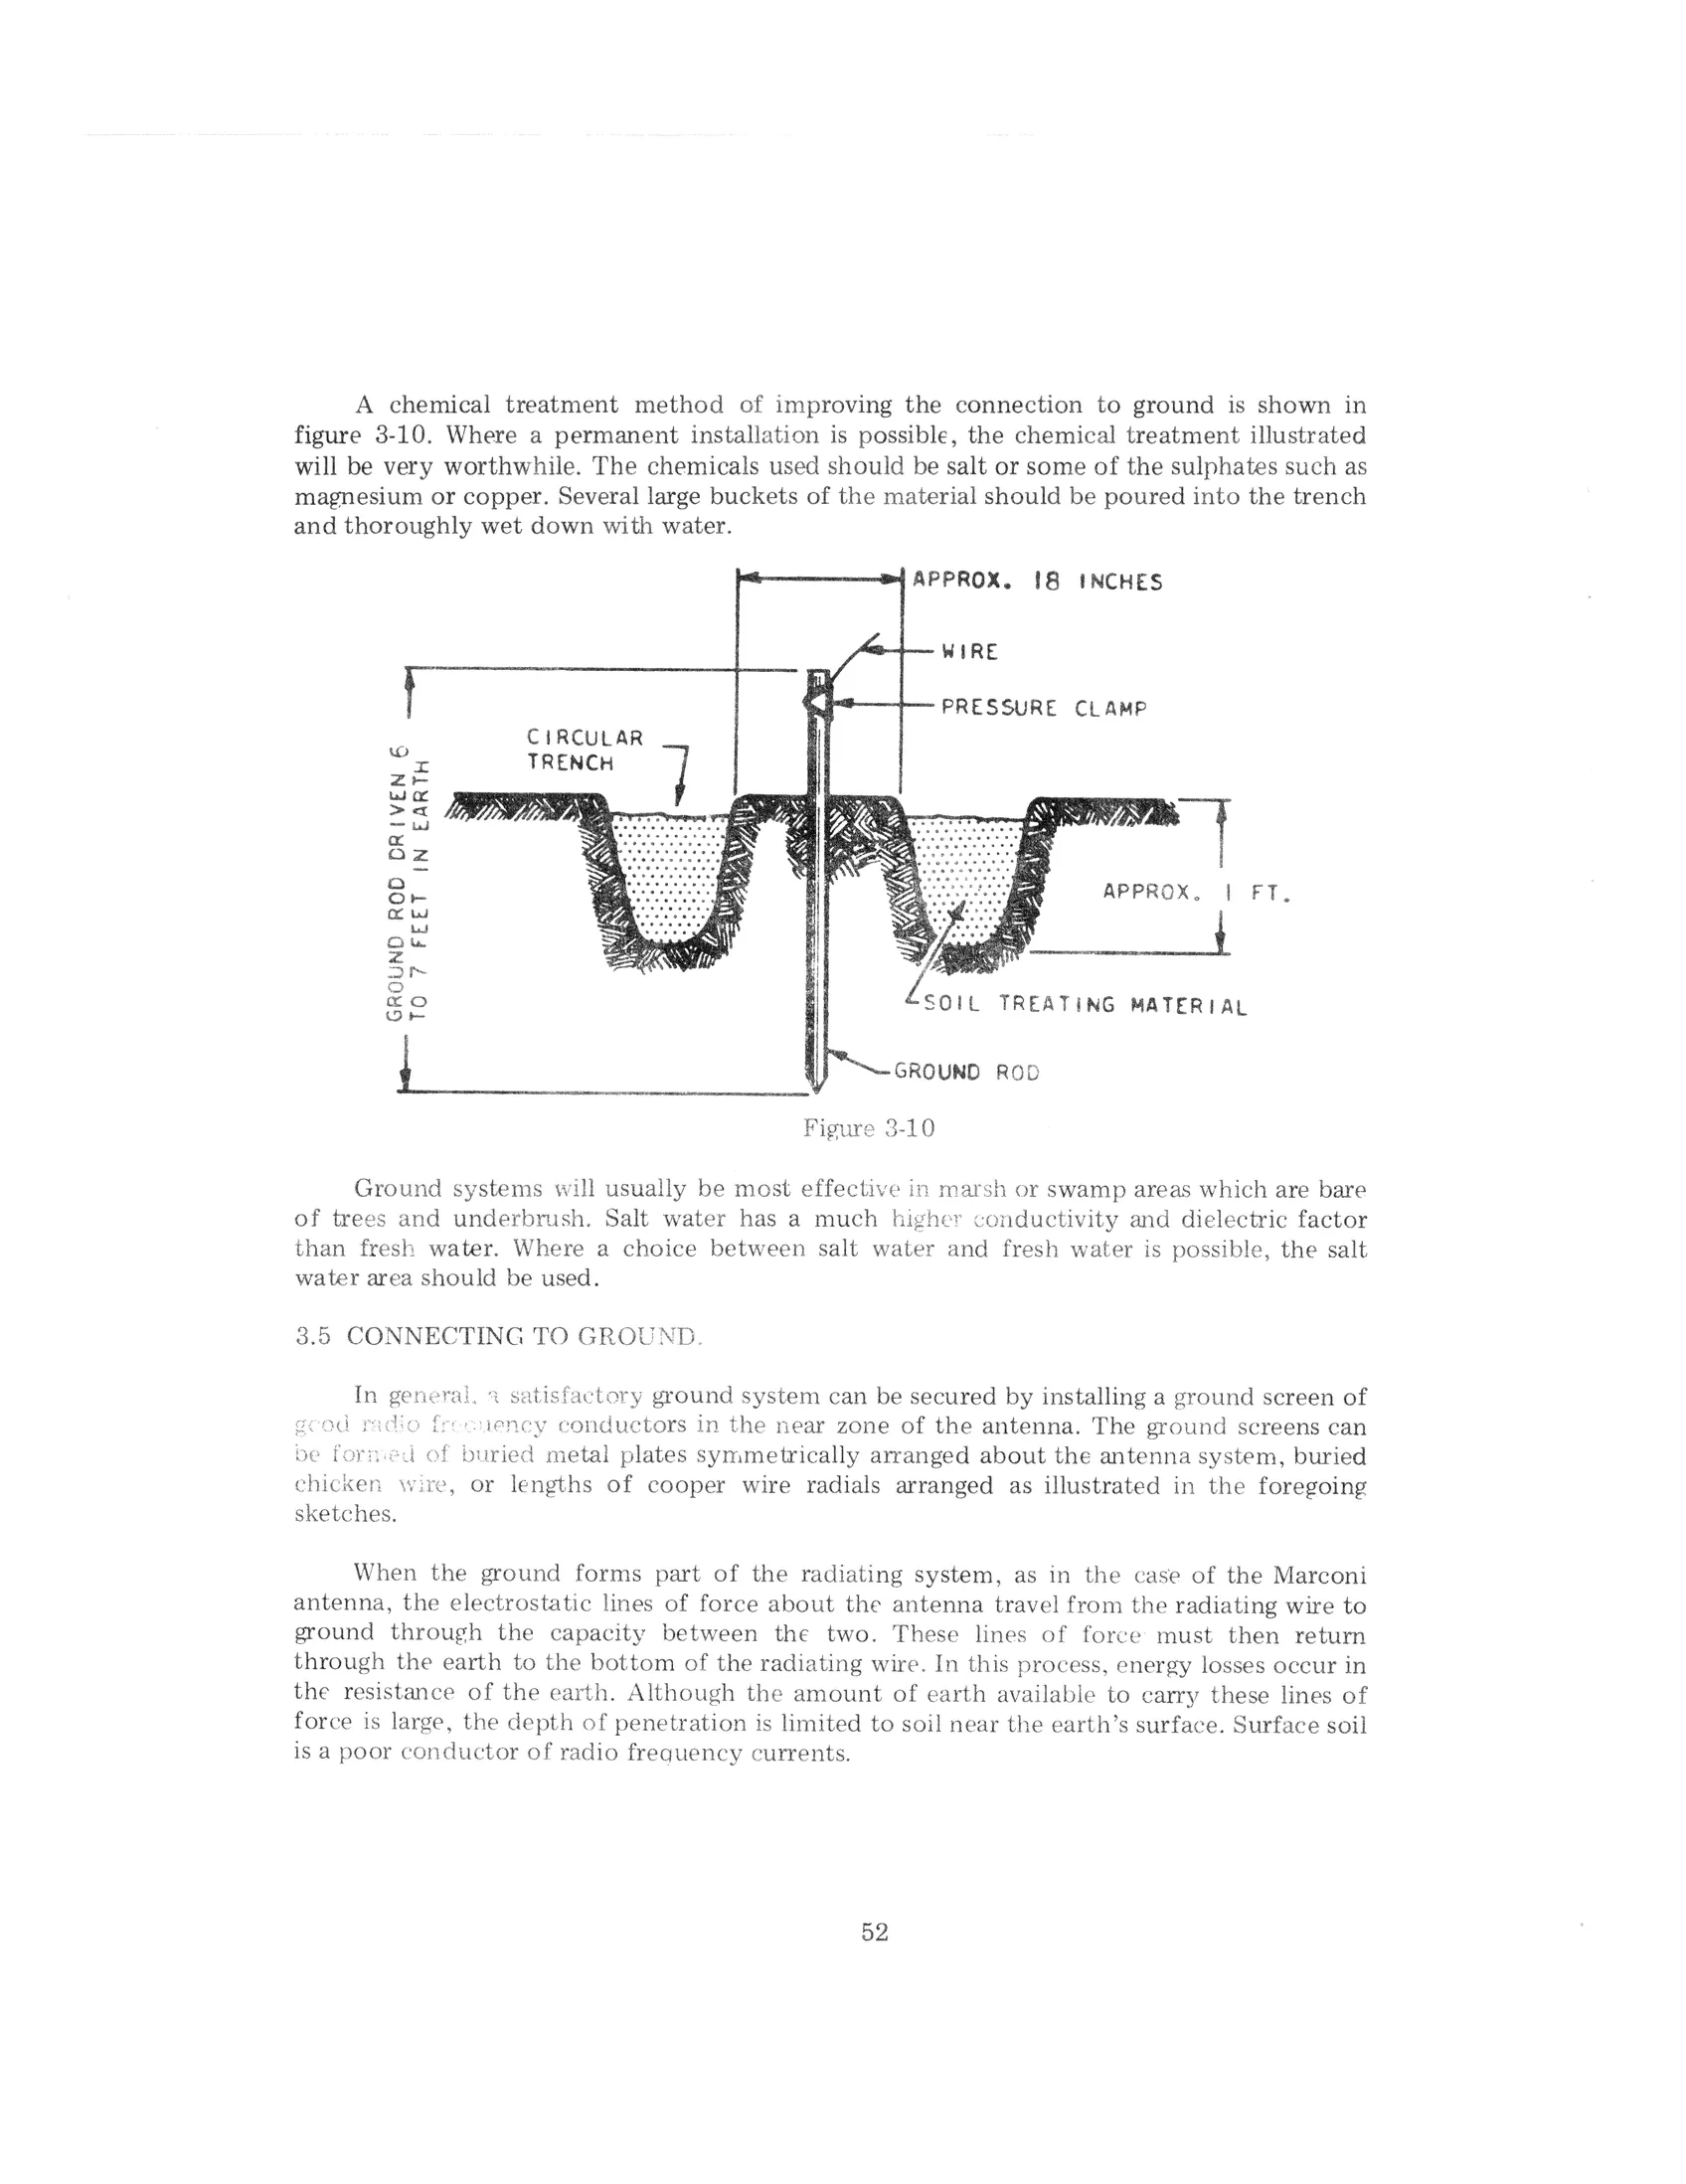 A chemical treatment method of improving the connection to ground is shown in
figure 3-10. Where a permanent installation is possible, the chemical treatment illustrated
will be very worthwhile. The chemicals used should be salt or some of the sulphates such as
magnesium or copper. Several large buckets of the material should be poured into the trench
and thoroughly wet down with water.
APPROX. 18 INCHES
WIRE
PRESSURE CLAMP
CIRCULAR
TRENCH
GROUND ROD DRIVEN 6
TO 7 FEET IN EARTH
APPROX. 1 FT.
SOIL TREATING MATERIAL
GROUND ROD
Figure 3-10
Ground systems will usually be most effective in marsh or swamp areas which are bare
of trees and underbrush. Salt water has a much higher conductivity and dielectric factor
than fresh water. Where a choice between salt water and fresh water is possible, the salt
water area should be used.
3.5 CONNECTING TO GROUND.
In general, a satisfactory ground system can be secured by installing a ground screen of
good radio frequency conductors in the near zone of the antenna. The ground screens can
be formed of buried metal plates symmetrically arranged about the antenna system, buried
chicken wire, or lengths of cooper wire radials arranged as illustrated in the foregoing
sketches.
When the ground forms part of the radiating system, as in the case of the Marconi
antenna, the electrostatic lines of force about the antenna travel from the radiating wire to
ground through the capacity between the two. These lines of force must then return
through the earth to the bottom of the radiating wire. In this process, energy losses occur in
the resistance of the earth. Although the amount of earth available to carry these lines of
force is large, the depth of penetration is limited to soil near the earth's surface. Surface soil
is a poor conductor of radio frequency currents.
52